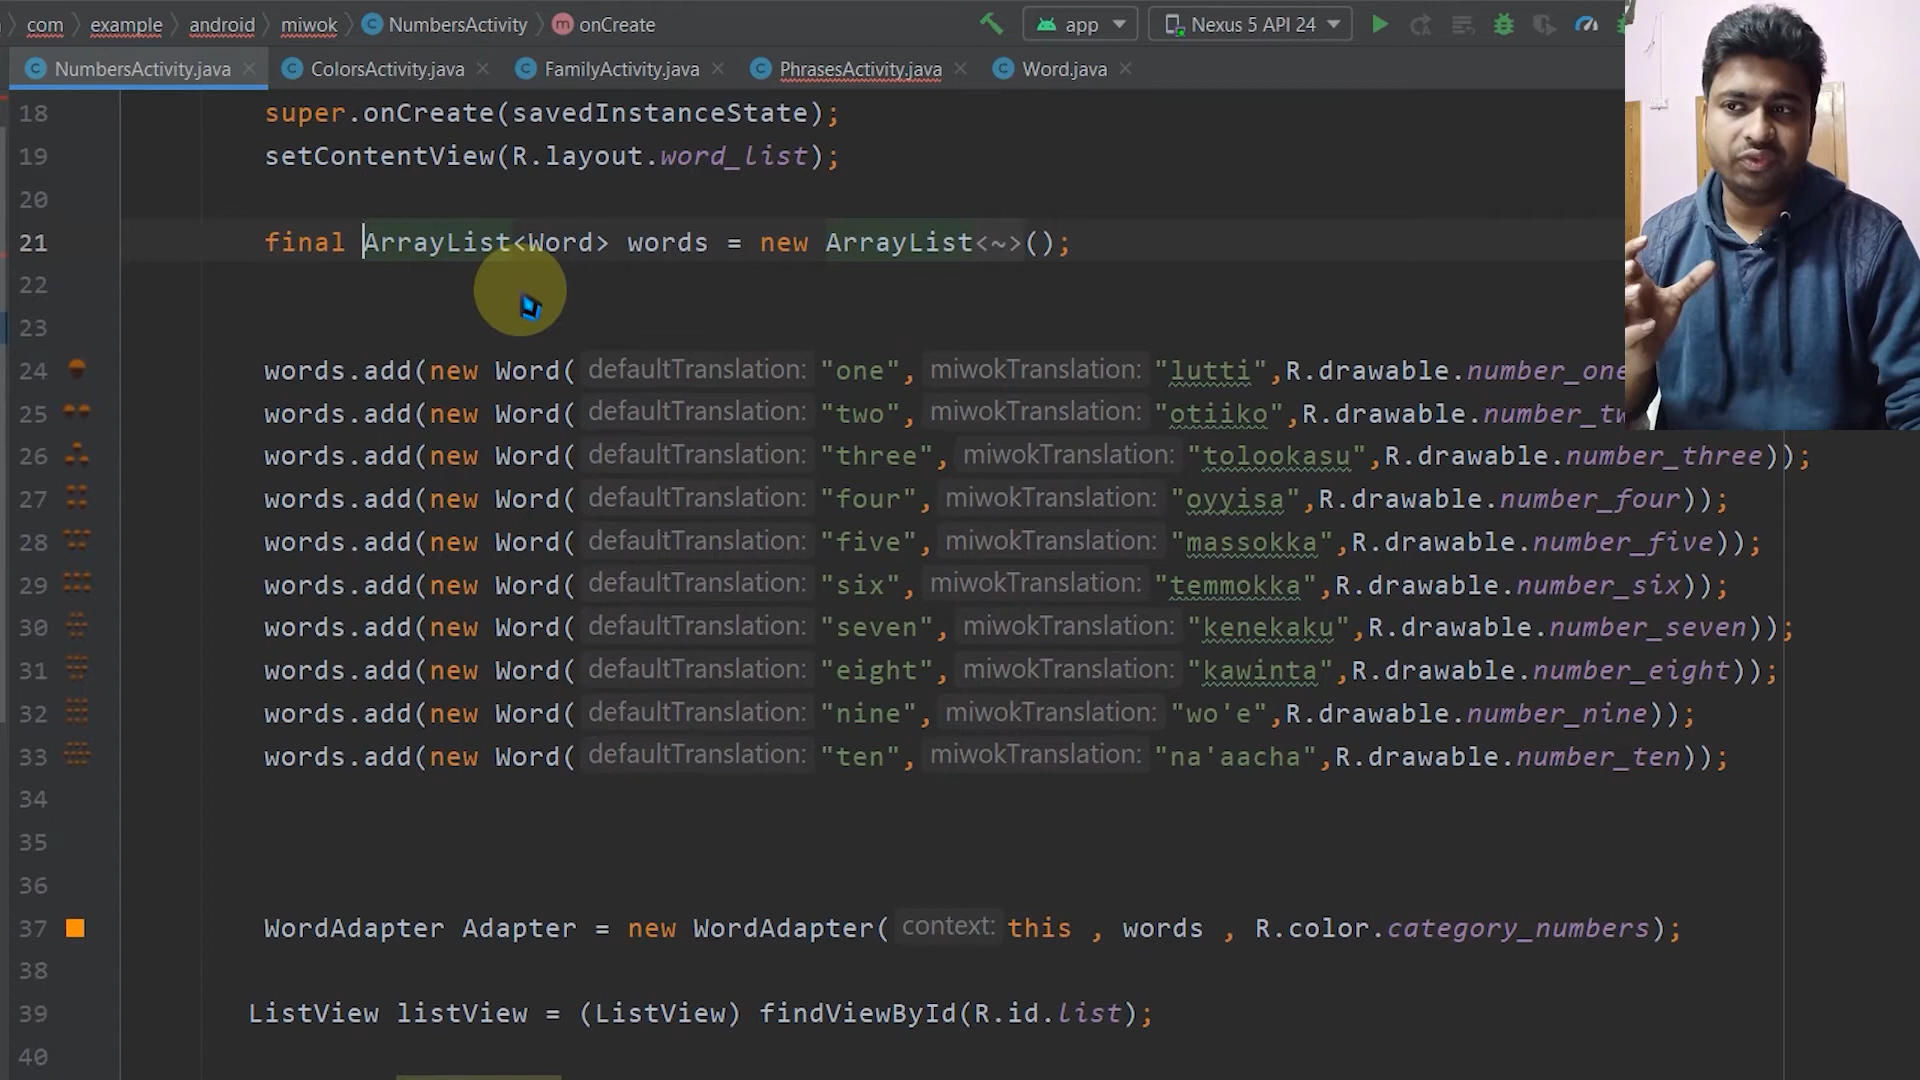 com example android miwok NumbersActivity onCreate app Nexus 5 API 24
NumbersActivity.java ColorsActivity.java FamilyActivity.java PhrasesActivity.java Word.java
18 super.onCreate(savedInstanceState);
19 setContentView(R.layout.word_list);
20
21 final ArrayList<Word> words = new ArrayList<~>();
22
23
24 words.add(new Word( defaultTranslation: "one", miwokTranslation: "lutti",R.drawable.number_one
25 words.add(new Word( defaultTranslation: "two", miwokTranslation: "otiiko",R.drawable.number_tw
26 words.add(new Word( defaultTranslation: "three", miwokTranslation: "tolookasu",R.drawable.number_three));
27 words.add(new Word( defaultTranslation: "four", miwokTranslation: "oyyisa",R.drawable.number_four));
28 words.add(new Word( defaultTranslation: "five", miwokTranslation: "massokka",R.drawable.number_five));
29 words.add(new Word( defaultTranslation: "six", miwokTranslation: "temmokka",R.drawable.number_six));
30 words.add(new Word( defaultTranslation: "seven", miwokTranslation: "kenekaku",R.drawable.number_seven));
31 words.add(new Word( defaultTranslation: "eight", miwokTranslation: "kawinta",R.drawable.number_eight));
32 words.add(new Word( defaultTranslation: "nine", miwokTranslation: "wo'e",R.drawable.number_nine));
33 words.add(new Word( defaultTranslation: "ten", miwokTranslation: "na'aacha",R.drawable.number_ten));
34
35
36
37 WordAdapter Adapter = new WordAdapter( context: this , words , R.color.category_numbers);
38
39 ListView listView = (ListView) findViewById(R.id.list);
40